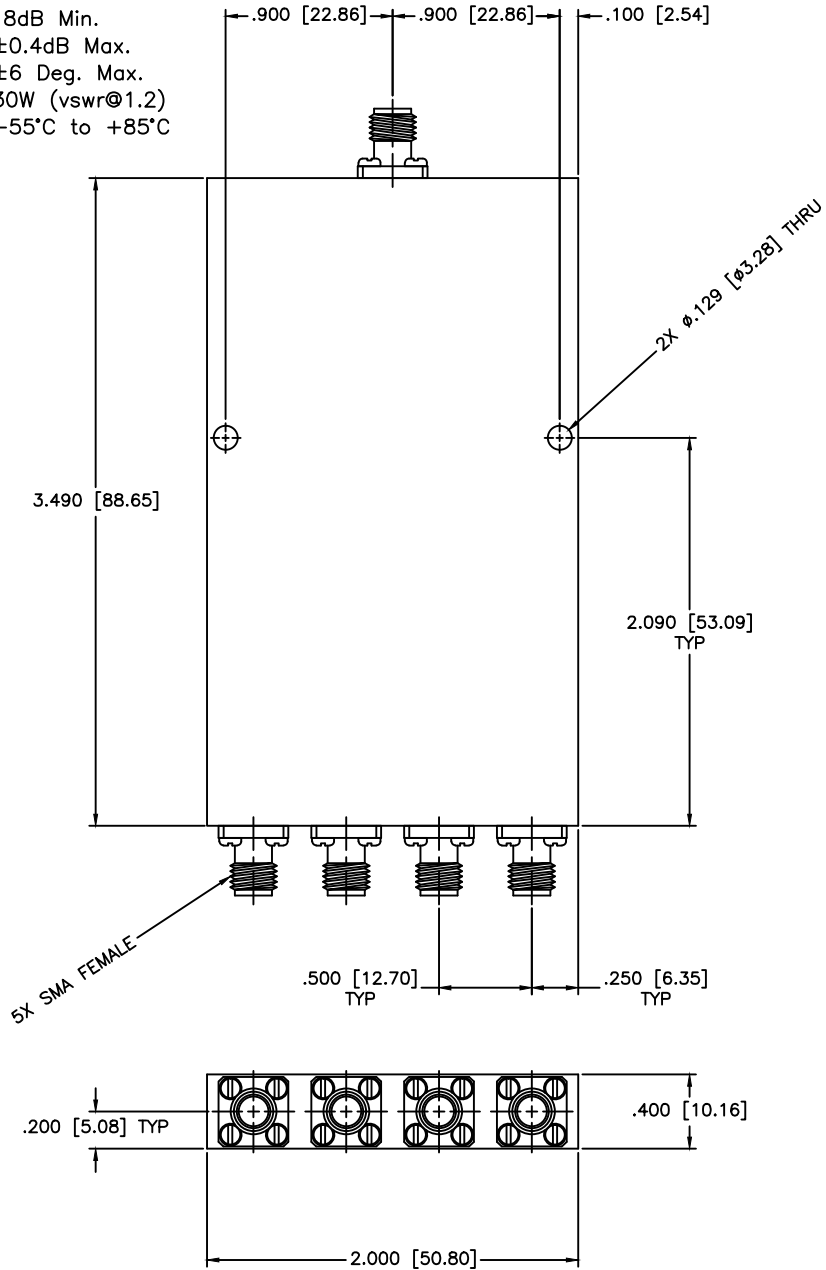 8dB Min.
±0.4dB Max.
±6 Deg. Max.
30W (vswr@1.2)
-55°C to +85°C
.900 [22.86]
.900 [22.86]
.100 [2.54]
2X ø.129 [ø3.28] THRU
3.490 [88.65]
2.090 [53.09]
TYP
5X SMA FEMALE
.500 [12.70]
TYP
.250 [6.35]
TYP
.200 [5.08] TYP
.400 [10.16]
2.000 [50.80]